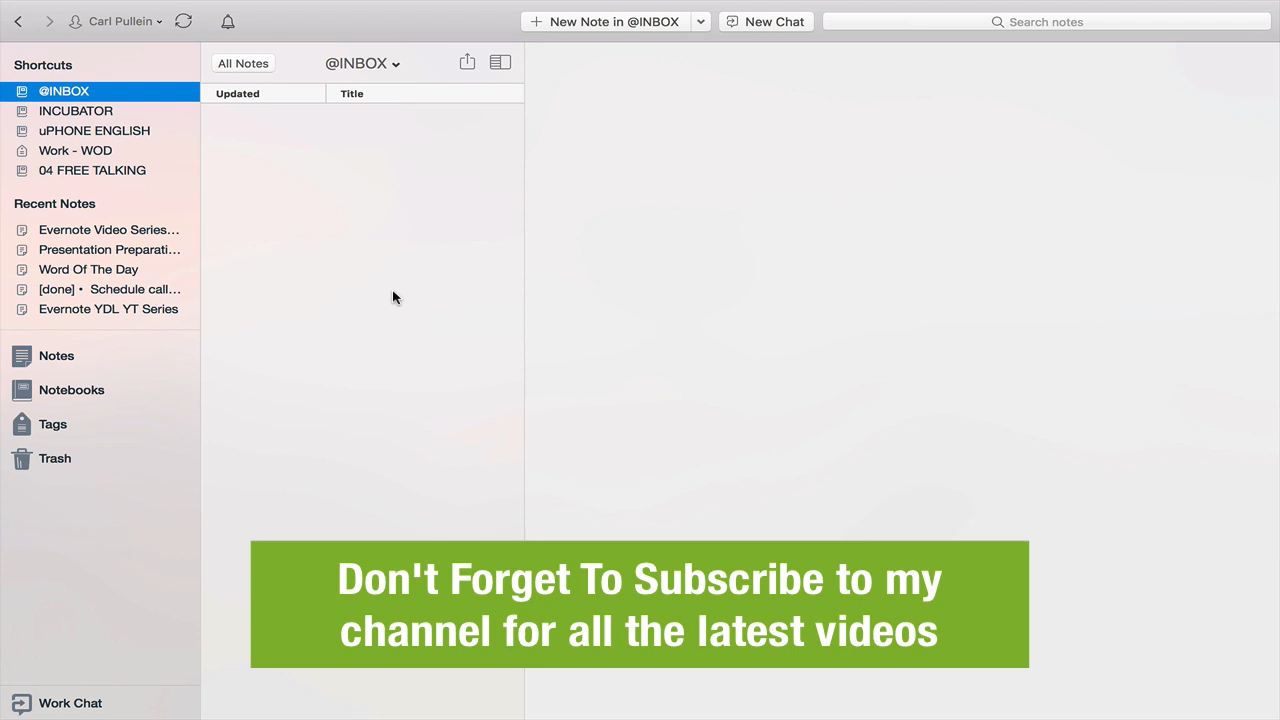 Carl Pullein
New Note in @INBOX
New Chat
Search notes
Shortcuts
@INBOX
INCUBATOR
uPHONE ENGLISH
Work - WOD
04 FREE TALKING
Recent Notes
Evernote Video Series…
Presentation Preparati…
Word Of The Day
[done] • Schedule call…
Evernote YDL YT Series
Notes
Notebooks
Tags
Trash
Work Chat
All Notes
@INBOX
Updated
Title
Don't Forget To Subscribe to my
channel for all the latest videos